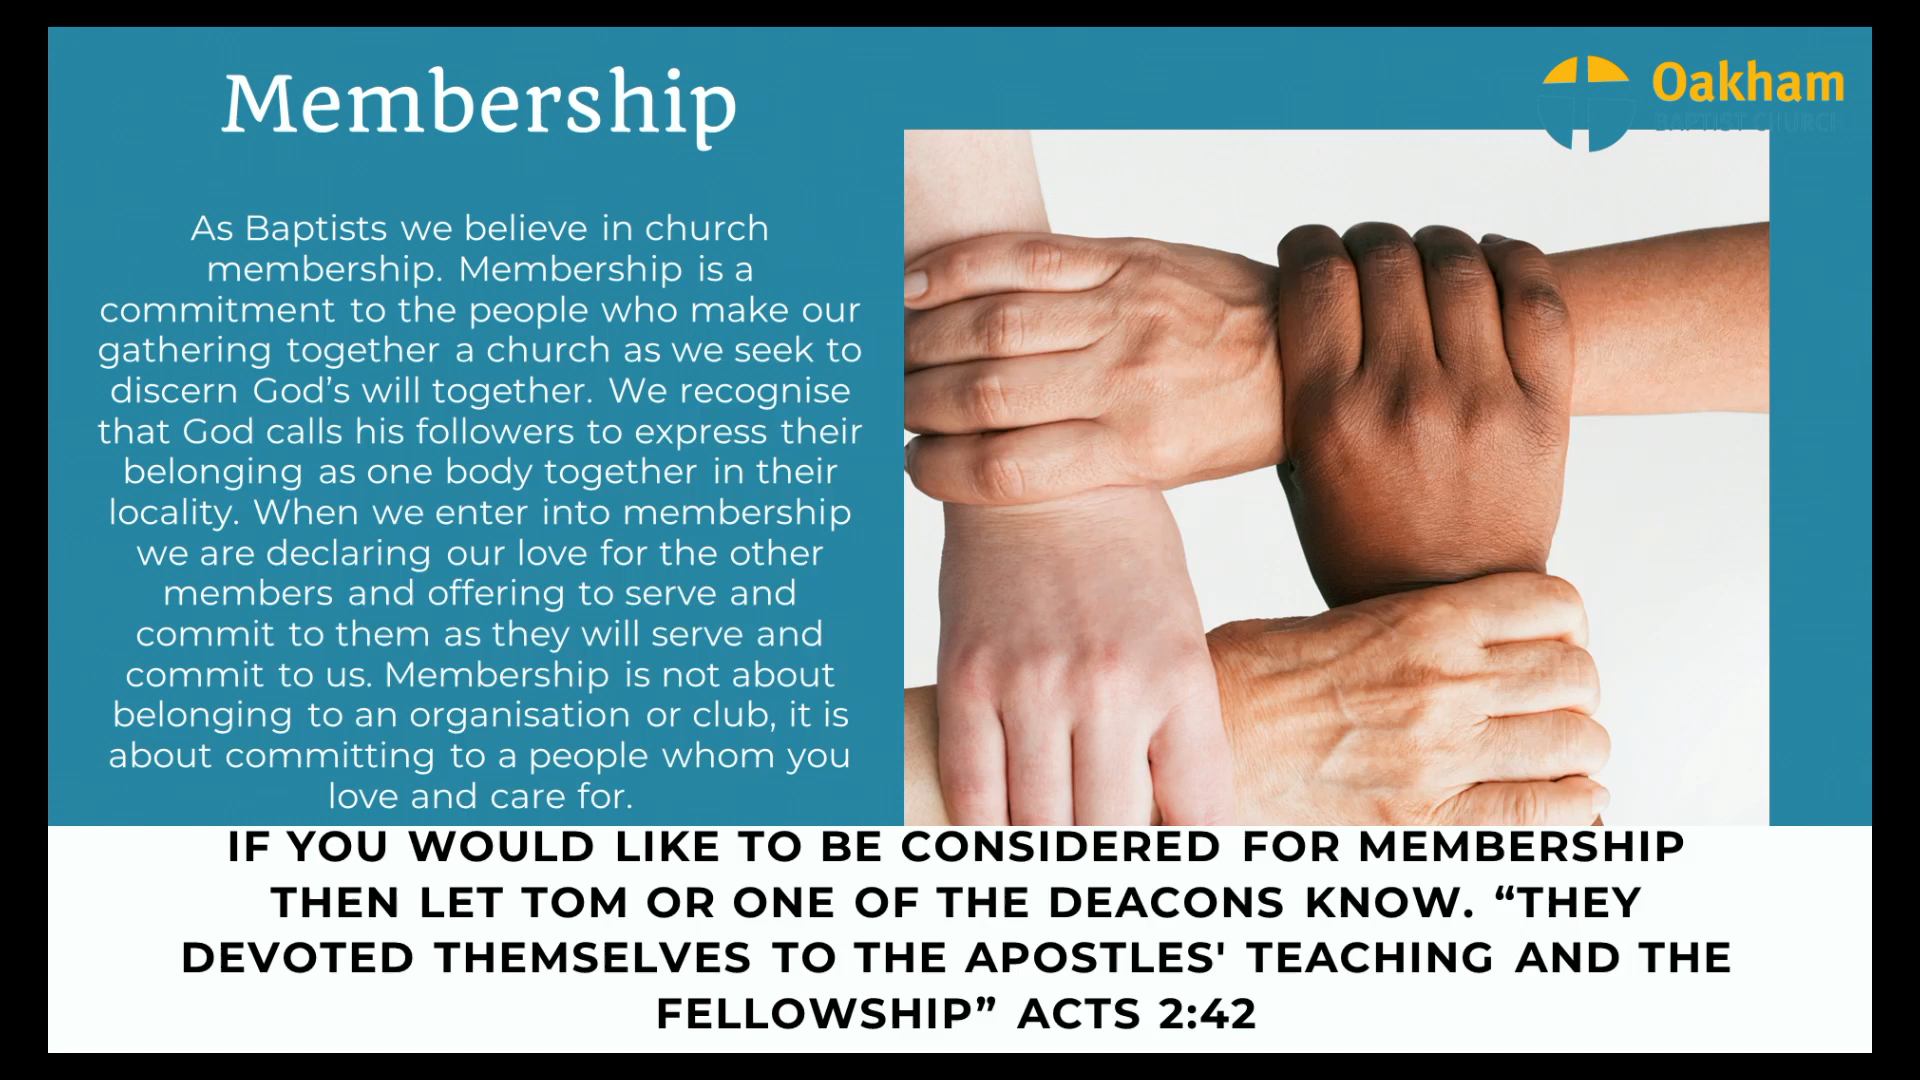 Membership
Oakham
BAPTIST CHURCH
As Baptists we believe in church
membership. Membership is a
commitment to the people who make our
gathering together a church as we seek to
discern God’s will together. We recognise
that God calls his followers to express their
belonging as one body together in their
locality. When we enter into membership
we are declaring our love for the other
members and offering to serve and
commit to them as they will serve and
commit to us. Membership is not about
belonging to an organisation or club, it is
about committing to a people whom you
love and care for.
IF YOU WOULD LIKE TO BE CONSIDERED FOR MEMBERSHIP
THEN LET TOM OR ONE OF THE DEACONS KNOW. “THEY
DEVOTED THEMSELVES TO THE APOSTLES' TEACHING AND THE
FELLOWSHIP” ACTS 2:42